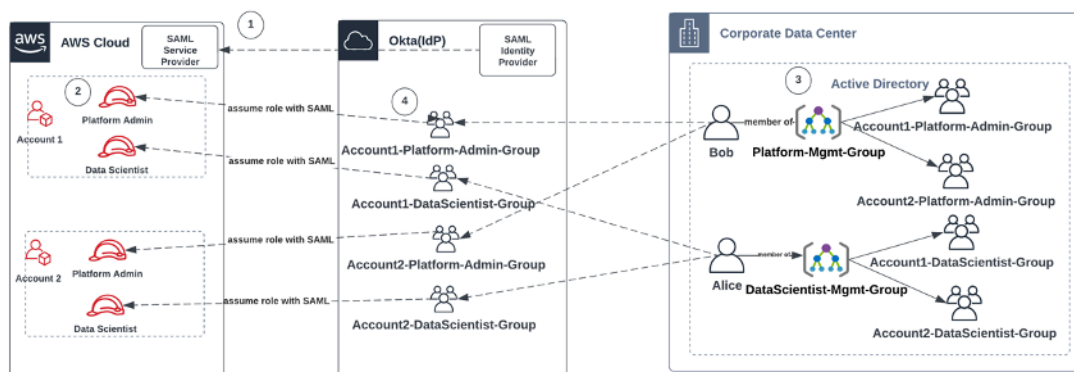 aws
AWS Cloud
SAML
Service
Provider
1
2
Platform Admin
Account 1
Data Scientist
Account 2
Platform Admin
Data Scientist
assume role with SAML
assume role with SAML
assume role with SAML
assume role with SAML
Okta(IdP)
SAML
Identity
Provider
4
Account1-Platform-Admin-Group
Account1-DataScientist-Group
Account2-Platform-Admin-Group
Account2-DataScientist-Group
Corporate Data Center
3
Active Directory
Bob
member of
Platform-Mgmt-Group
Account1-Platform-Admin-Group
Account2-Platform-Admin-Group
Alice
member of
DataScientist-Mgmt-Group
Account1-DataScientist-Group
Account2-DataScientist-Group